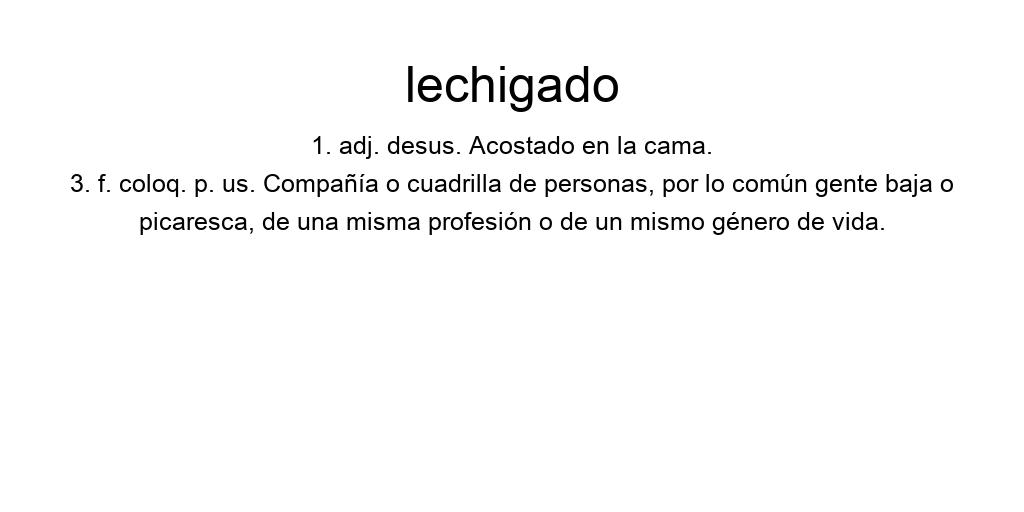 lechigado
1. adj. desus. Acostado en la cama.
3. f. coloq. p. us. Compañía o cuadrilla de personas, por lo común gente baja o
picaresca, de una misma profesión o de un mismo género de vida.